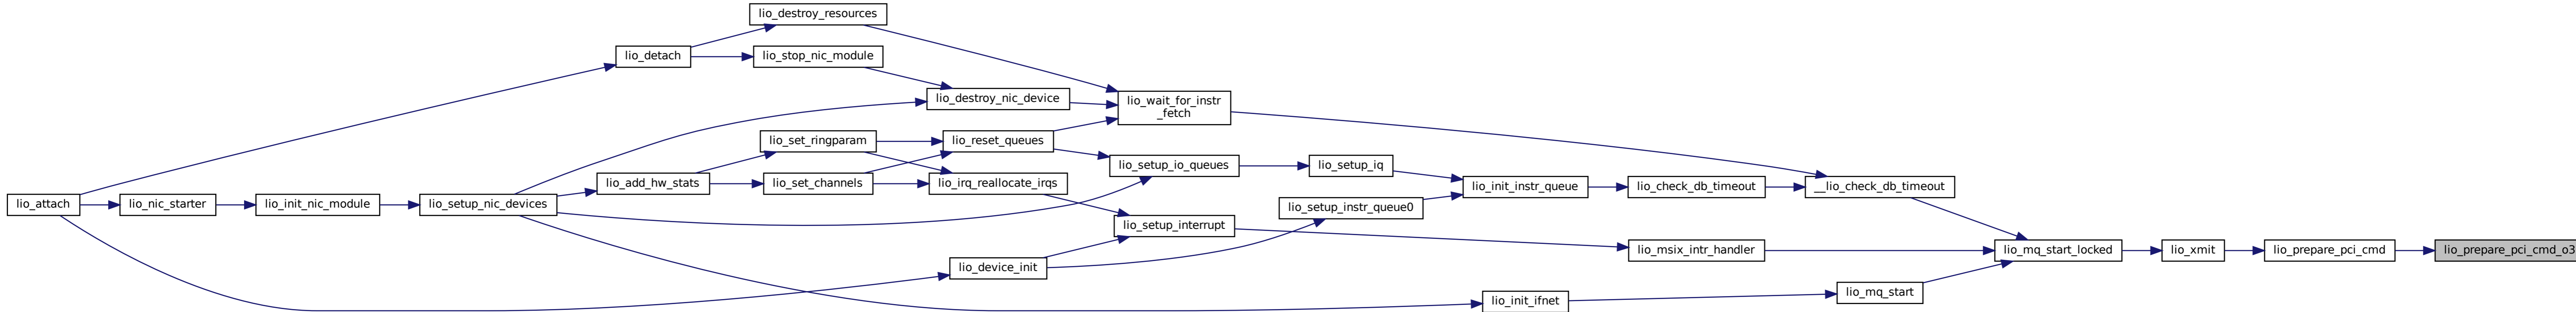 lio_destroy_resources
lio_detach
lio_stop_nic_module
lio_destroy_nic_device
lio_wait_for_instr
_fetch
lio_set_ringparam
lio_reset_queues
lio_setup_io_queues
lio_setup_iq
lio_add_hw_stats
lio_set_channels
lio_irq_reallocate_irqs
lio_init_instr_queue
lio_check_db_timeout
__lio_check_db_timeout
lio_attach
lio_nic_starter
lio_init_nic_module
lio_setup_nic_devices
lio_setup_instr_queue0
lio_setup_interrupt
lio_msix_intr_handler
lio_mq_start_locked
lio_xmit
lio_prepare_pci_cmd
lio_prepare_pci_cmd_o3
lio_device_init
lio_mq_start
lio_init_ifnet